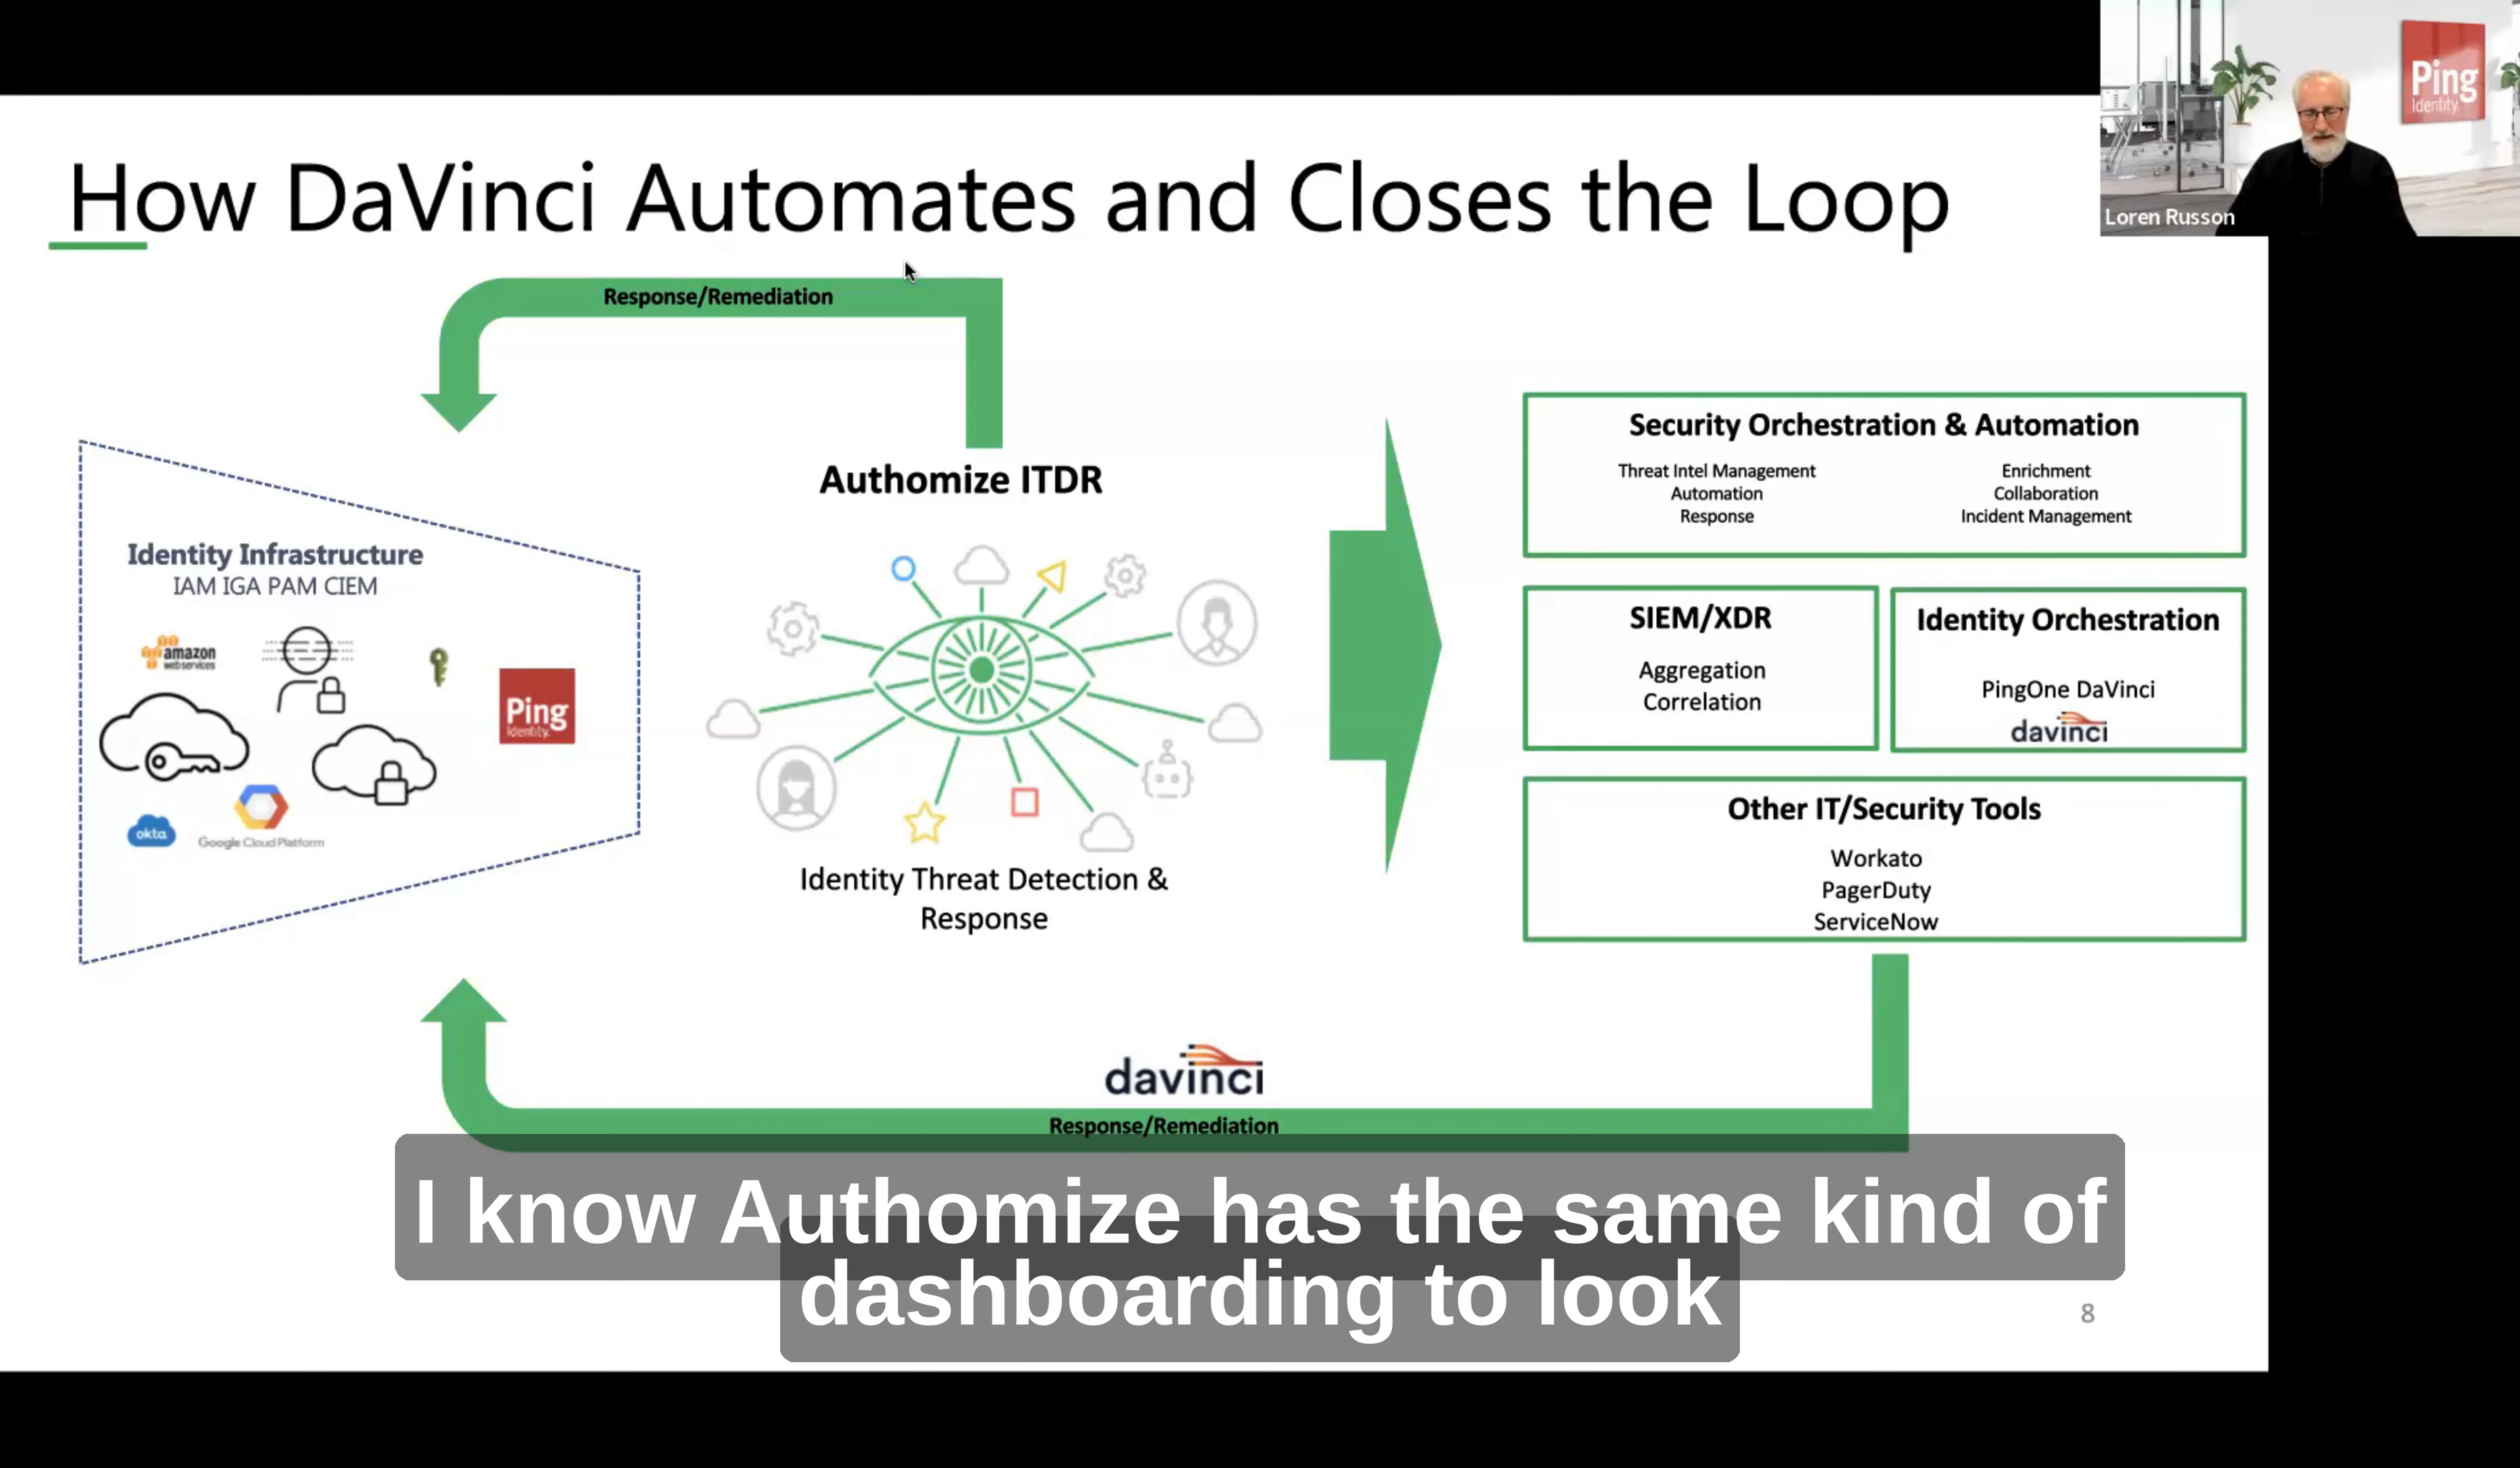 How DaVinci Automates and Closes the Loop
Ping
Identity.
Loren Russon
Response/Remediation
Authomize ITDR
Identity Infrastructure
IAM IGA PAM CIEM
amazon
webservices
Ping
Identity.
okta
Google Cloud Platform
Identity Threat Detection &
Response
Security Orchestration & Automation
Threat Intel Management
Automation
Response
Enrichment
Collaboration
Incident Management
SIEM/XDR
Aggregation
Correlation
Identity Orchestration
PingOne DaVinci
davinci
Other IT/Security Tools
Workato
PagerDuty
ServiceNow
davinci
Response/Remediation
I know Authomize has the same kind of
dashboarding to look
8